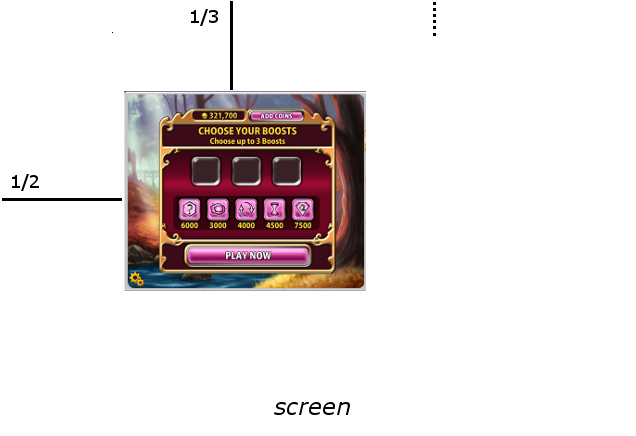 1/3
321,700 ADD COINS
CHOOSE YOUR BOOSTS
Choose up to 3 Boosts
1/2
?
2
6000 3000 4000 4500 7500
PLAY NOW
screen